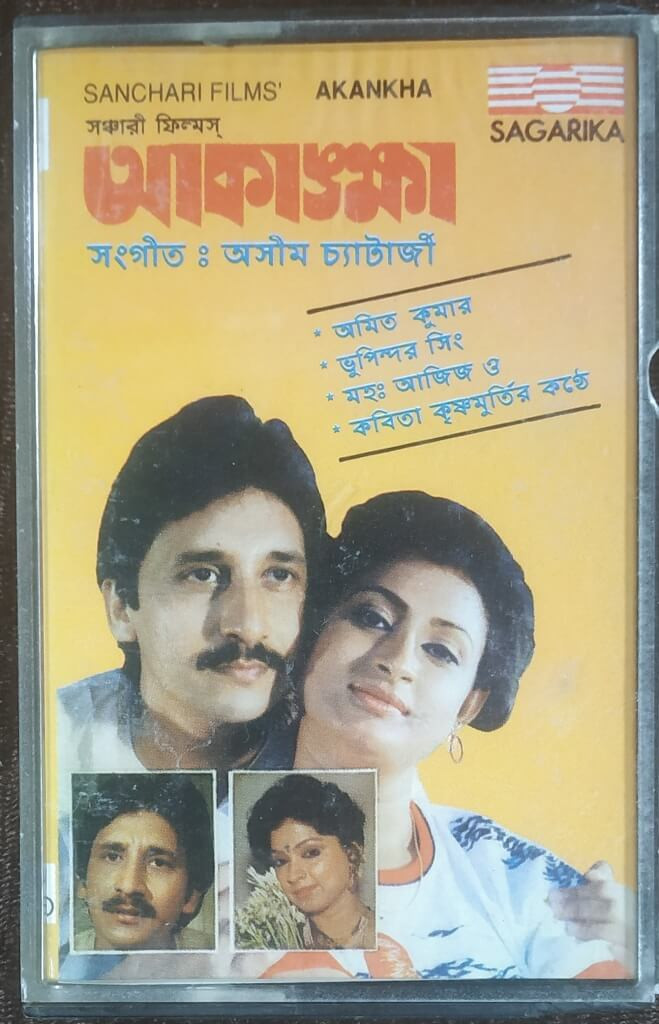 SANCHARI FILMS' AKANKHA
SAGARIKA
সঞ্চারী ফিল্মস্
আকাঙ্ক্ষা
সংগীত : অসীম চ্যাটার্জী
* অমিত কুমার
* ভুপিন্দর সিং
* মহঃ আজিজ ও
* কবিতা কৃষ্ণমুর্তির কণ্ঠে